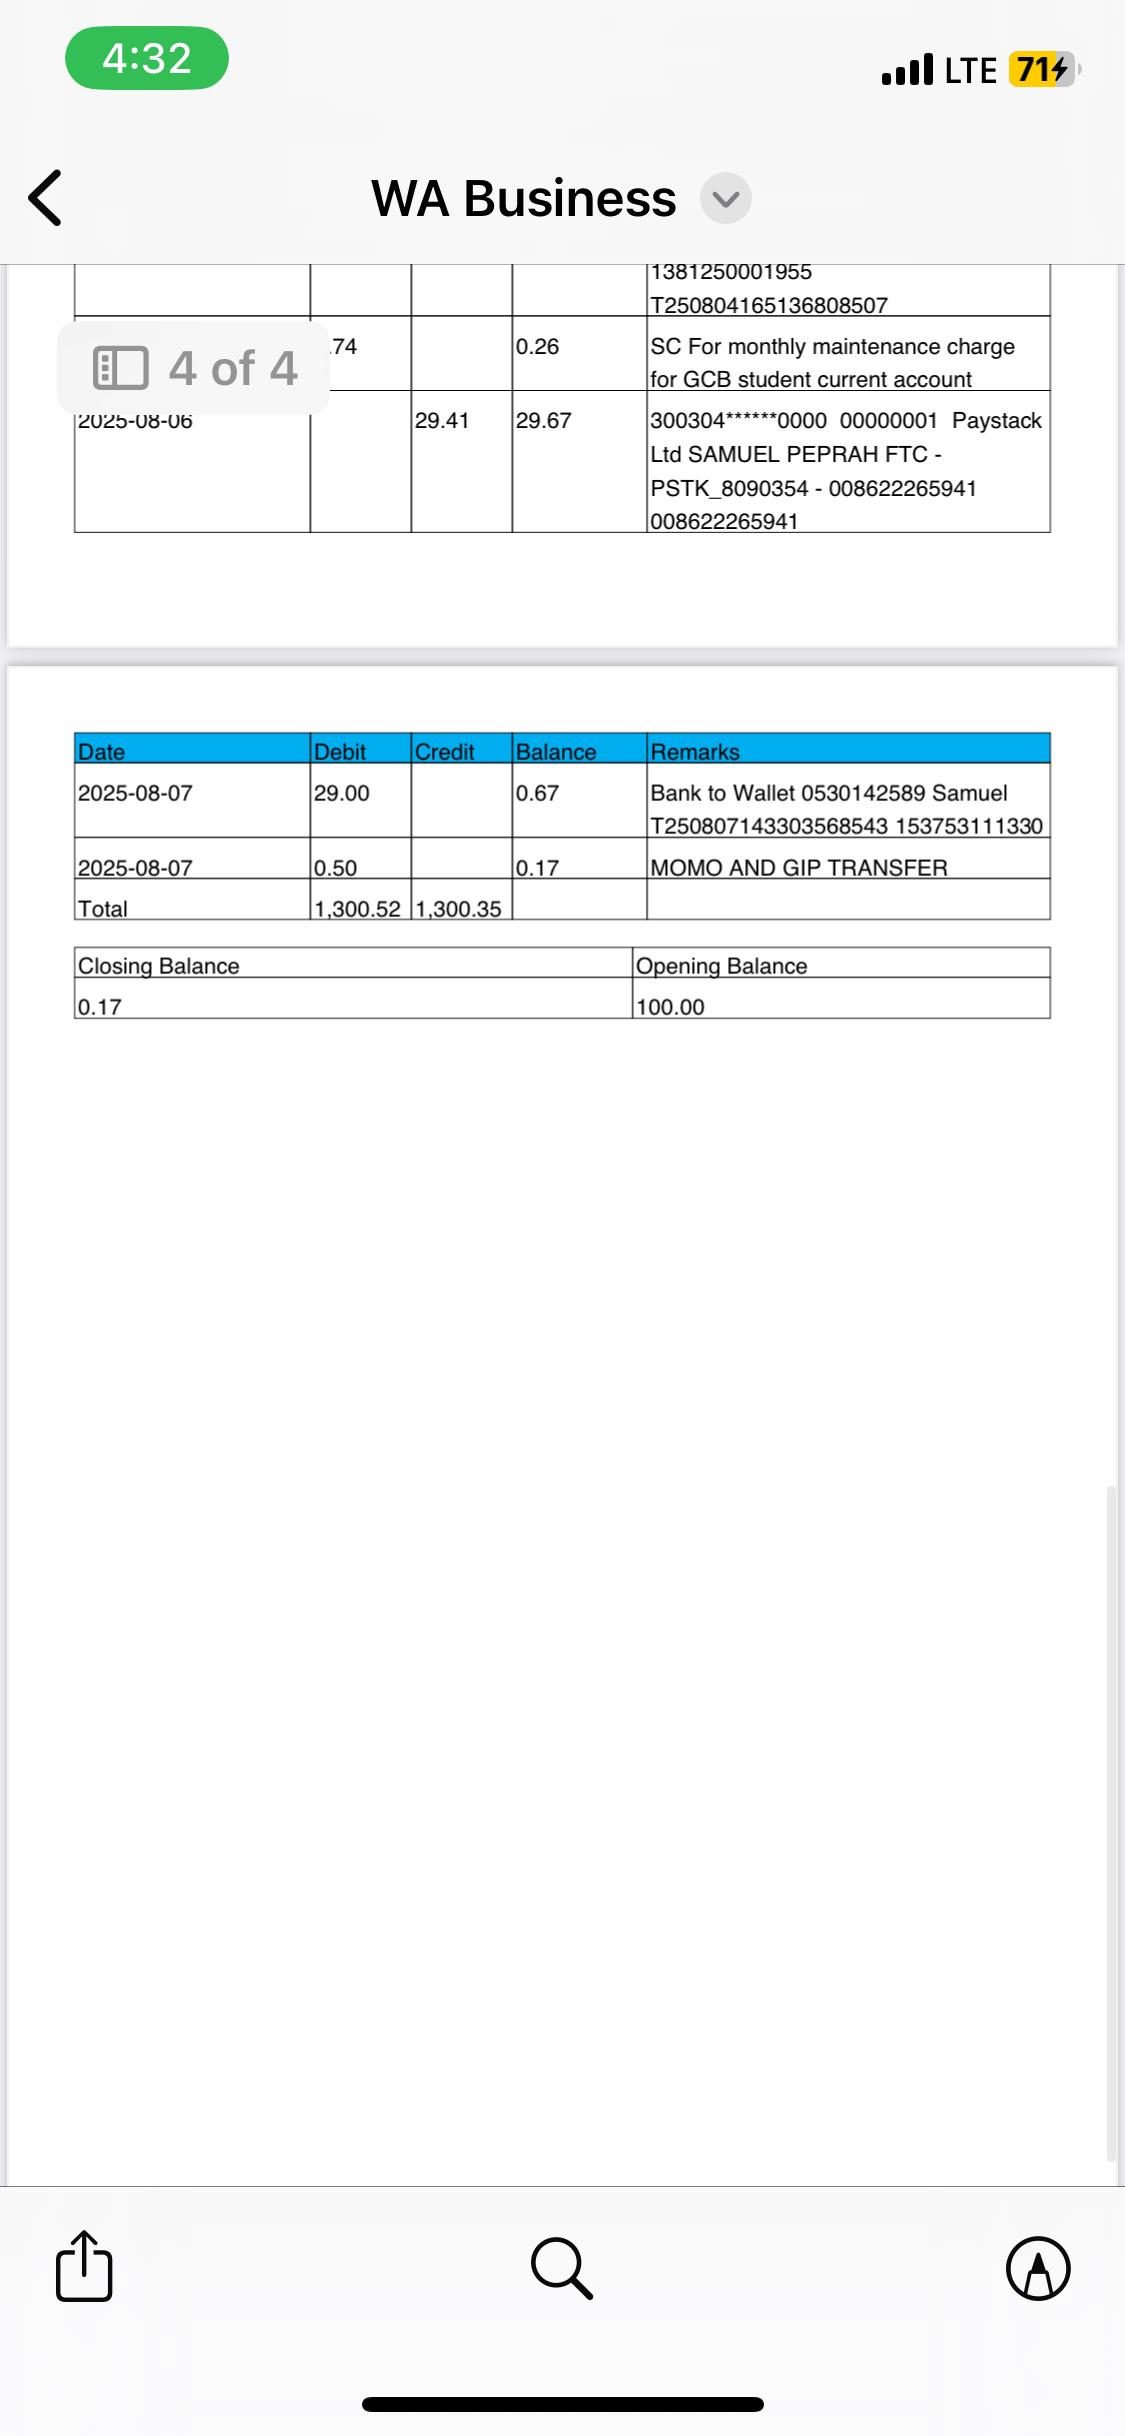 4:32 LTE 71
WA Business
1381250001955
T250804165136808507
4 of 4 .74 0.26 SC For monthly maintenance charge
for GCB student current account
2025-08-06 29.41 29.67 300304******0000 00000001 Paystack
Ltd SAMUEL PEPRAH FTC -
PSTK_8090354 - 008622265941
008622265941
Date Debit Credit Balance Remarks
2025-08-07 29.00 0.67 Bank to Wallet 0530142589 Samuel
T250807143303568543 153753111330
2025-08-07 0.50 0.17 MOMO AND GIP TRANSFER
Total 1,300.52 1,300.35
Closing Balance Opening Balance
0.17 100.00